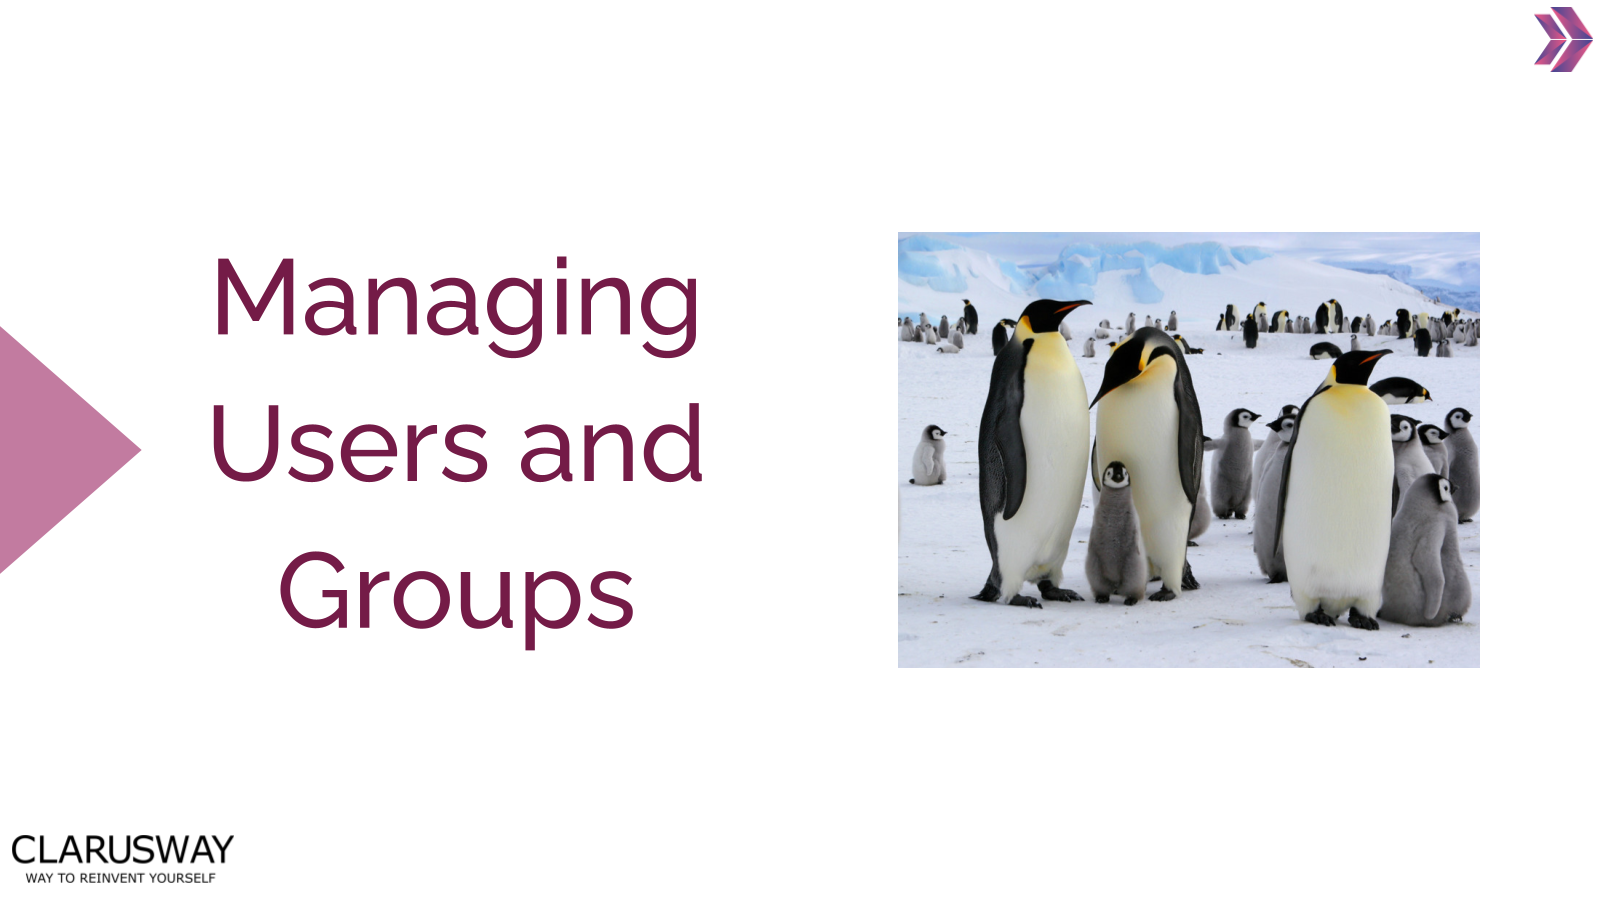 Managing
Users and
Groups
CLARUSWAY
WAY TO REINVENT YOURSELF